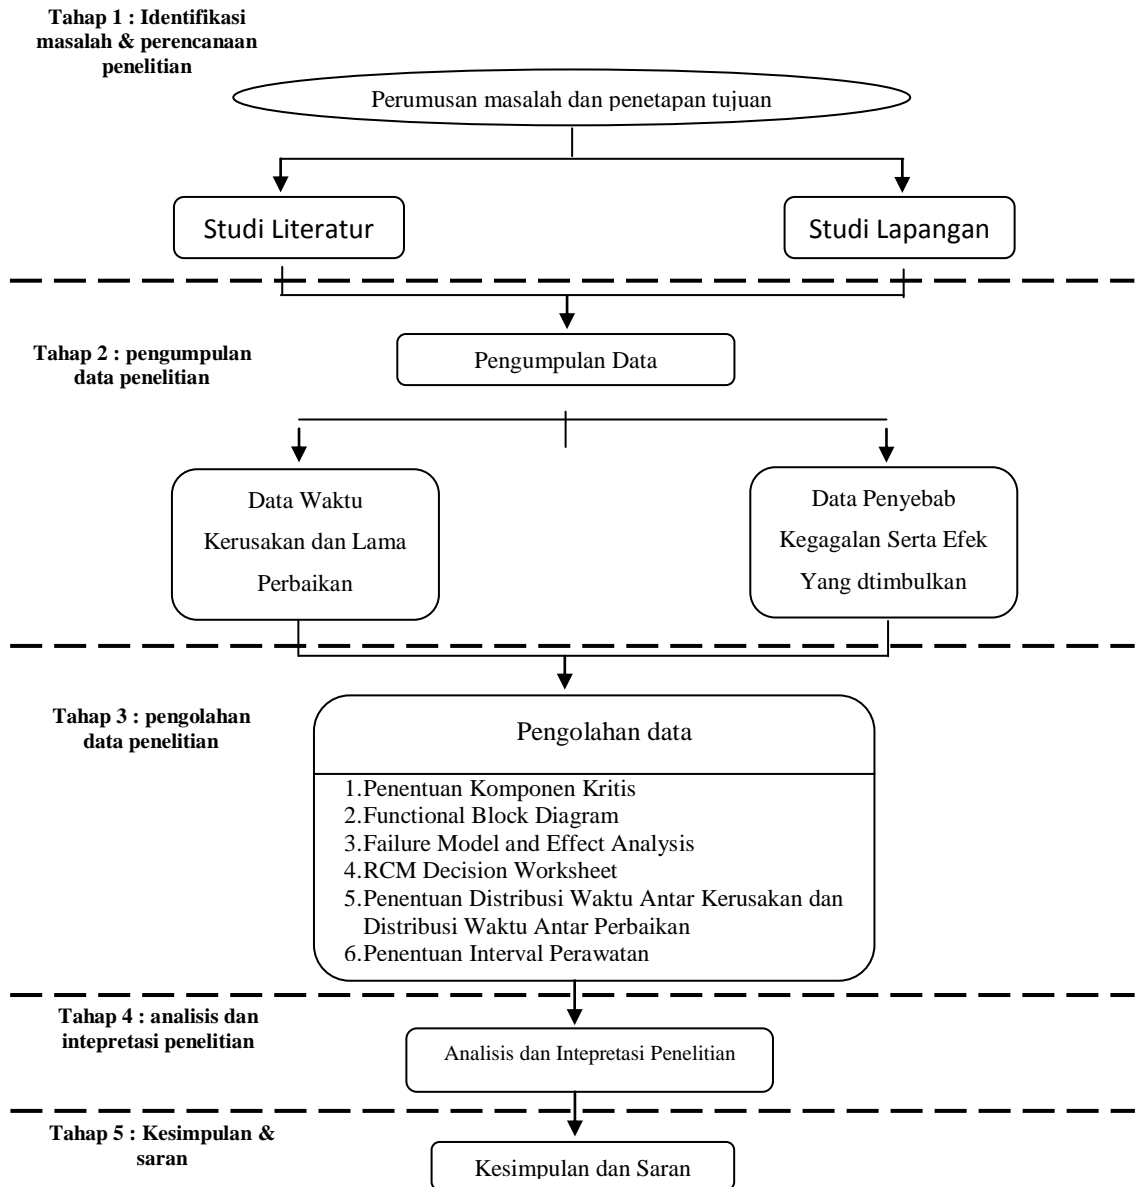 Tahap 1 : Identifikasi
masalah & perencanaan
penelitian
Perumusan masalah dan penetapan tujuan
Studi Literatur
Studi Lapangan
Tahap 2 : pengumpulan
data penelitian
Pengumpulan Data
Data Waktu
Kerusakan dan Lama
Perbaikan
Data Penyebab
Kegagalan Serta Efek
Yang dtimbulkan
Tahap 3 : pengolahan
data penelitian
Pengolahan data
1.Penentuan Komponen Kritis
2.Functional Block Diagram
3.Failure Model and Effect Analysis
4.RCM Decision Worksheet
5.Penentuan Distribusi Waktu Antar Kerusakan dan
Distribusi Waktu Antar Perbaikan
6.Penentuan Interval Perawatan
Tahap 4 : analisis dan
intepretasi penelitian
Analisis dan Intepretasi Penelitian
Tahap 5 : Kesimpulan &
saran
Kesimpulan dan Saran